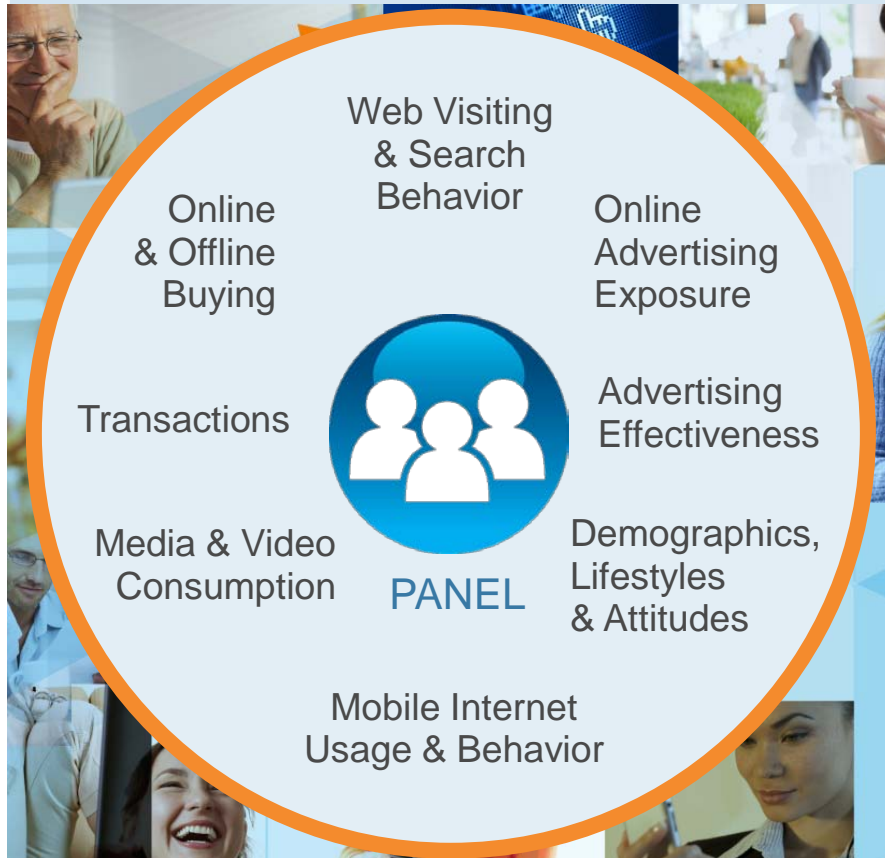 Web Visiting
& Search
Behavior
Online
& Offline
Buying
Online
Advertising
Exposure
Transactions
Advertising
Effectiveness
Media & Video
Consumption
PANEL
Demographics,
Lifestyles
& Attitudes
Mobile Internet
Usage & Behavior